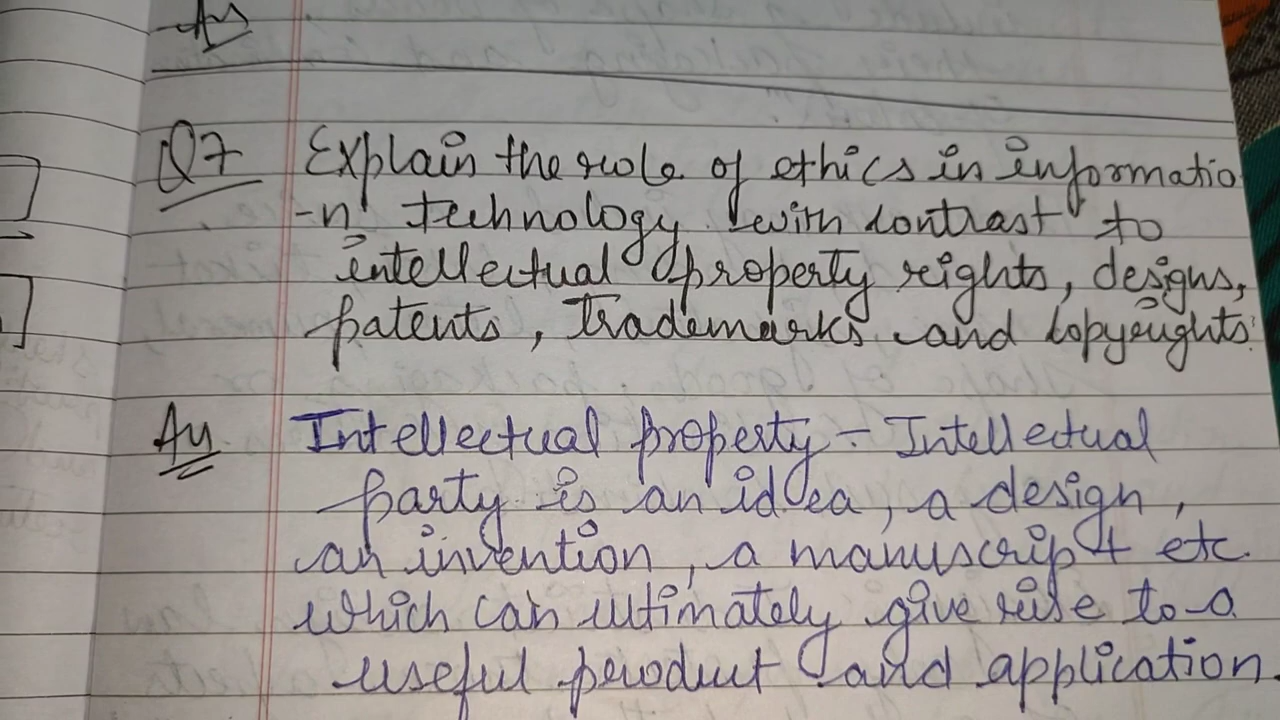 Ans
Q7 Explain the role of ethics in informatio
-n technology with contrast to
intellectual property rights, designs,
patents, Trademarks and copyrights.
Ans Intellectual property - Intellectual
party is an idea, a design,
an invention, a manuscript etc.
which can ultimately give rise to a
useful product and application.